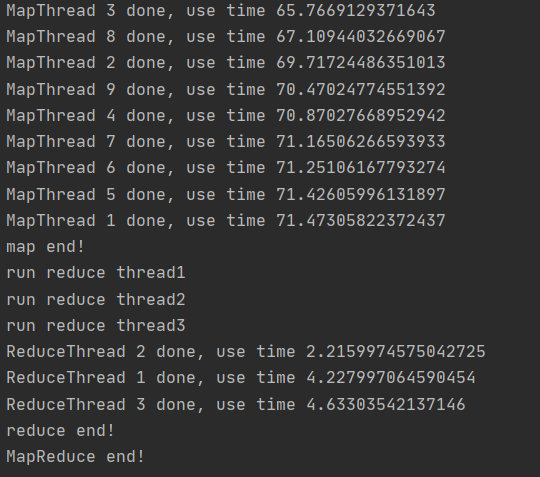 MapThread 3 done, use time 65.7669129371643
MapThread 8 done, use time 67.10944032669067
MapThread 2 done, use time 69.71724486351013
MapThread 9 done, use time 70.47024774551392
MapThread 4 done, use time 70.87027668952942
MapThread 7 done, use time 71.16506266593933
MapThread 6 done, use time 71.25106167793274
MapThread 5 done, use time 71.42605996131897
MapThread 1 done, use time 71.47305822372437
map end!
run reduce thread1
run reduce thread2
run reduce thread3
ReduceThread 2 done, use time 2.2159974575042725
ReduceThread 1 done, use time 4.227997064590454
ReduceThread 3 done, use time 4.63303542137146
reduce end!
MapReduce end!